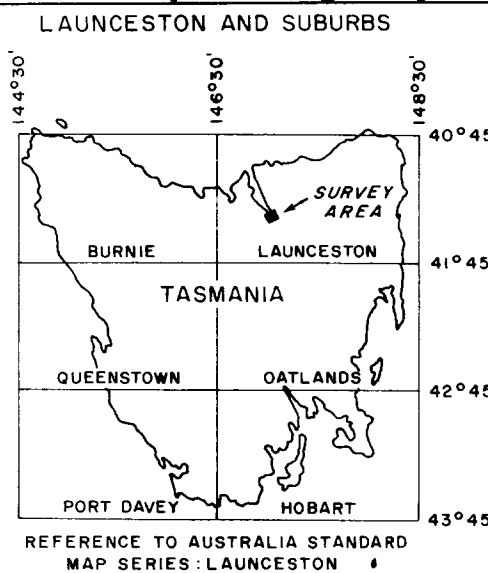 LAUNCESTON AND SUBURBS
144°30' 146°30' 148°30'
40°45'
SURVEY
AREA
BURNIE LAUNCESTON
41°45'
TASMANIA
QUEENSTOWN OATLANDS
42°45'
PORT DAVEY HOBART
43°45'
REFERENCE TO AUSTRALIA STANDARD
MAP SERIES: LAUNCESTON